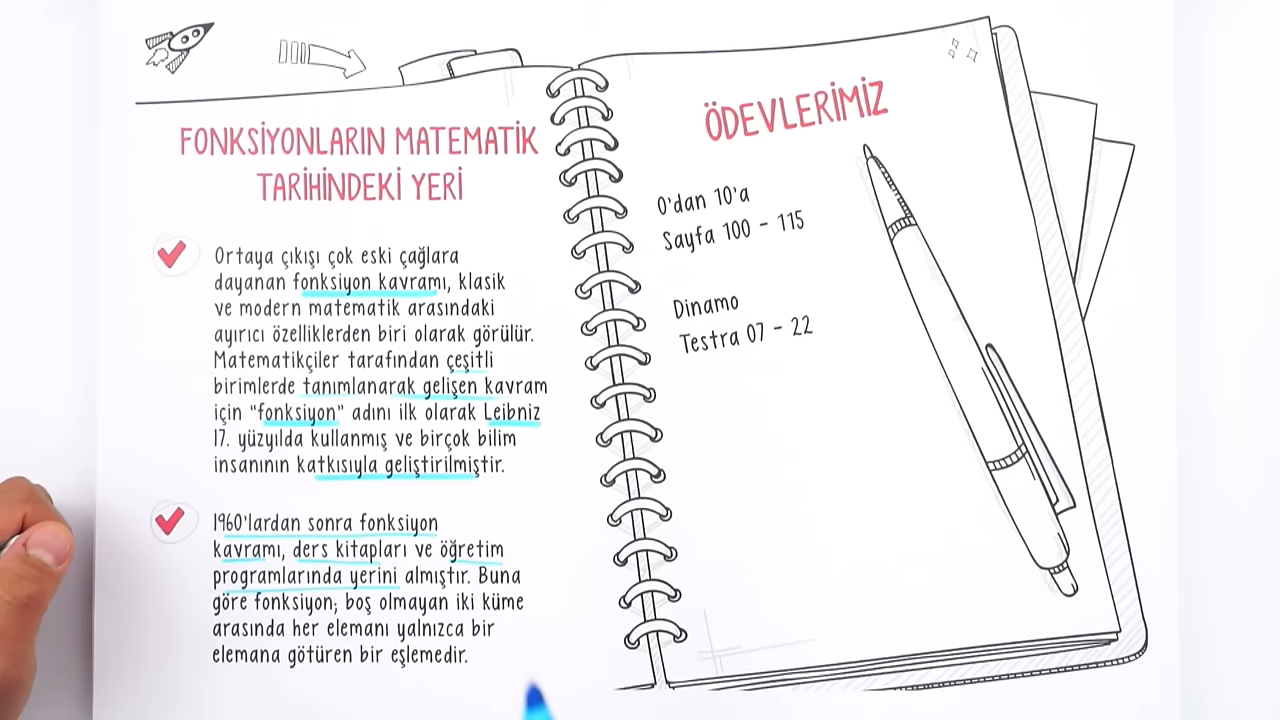 FONKSİYONLARIN MATEMATİK
TARİHİNDEKİ YERİ
Ortaya çıkışı çok eski çağlara
dayanan fonksiyon kavramı, klasik
ve modern matematik arasındaki
ayırıcı özelliklerden biri olarak görülür.
Matematikçiler tarafından çeşitli
birimlerde tanımlanarak gelişen kavram
için "fonksiyon" adını ilk olarak Leibniz
17. yüzyılda kullanmış ve birçok bilim
insanının katkısıyla geliştirilmiştir.
1960'lardan sonra fonksiyon
kavramı, ders kitapları ve öğretim
programlarında yerini almıştır. Buna
göre fonksiyon; boş olmayan iki küme
arasında her elemanı yalnızca bir
elemana götüren bir eşlemedir.
ÖDEVLERİMİZ
0'dan 10'a
Sayfa 100 - 115
Dinamo
Testra 07 - 22